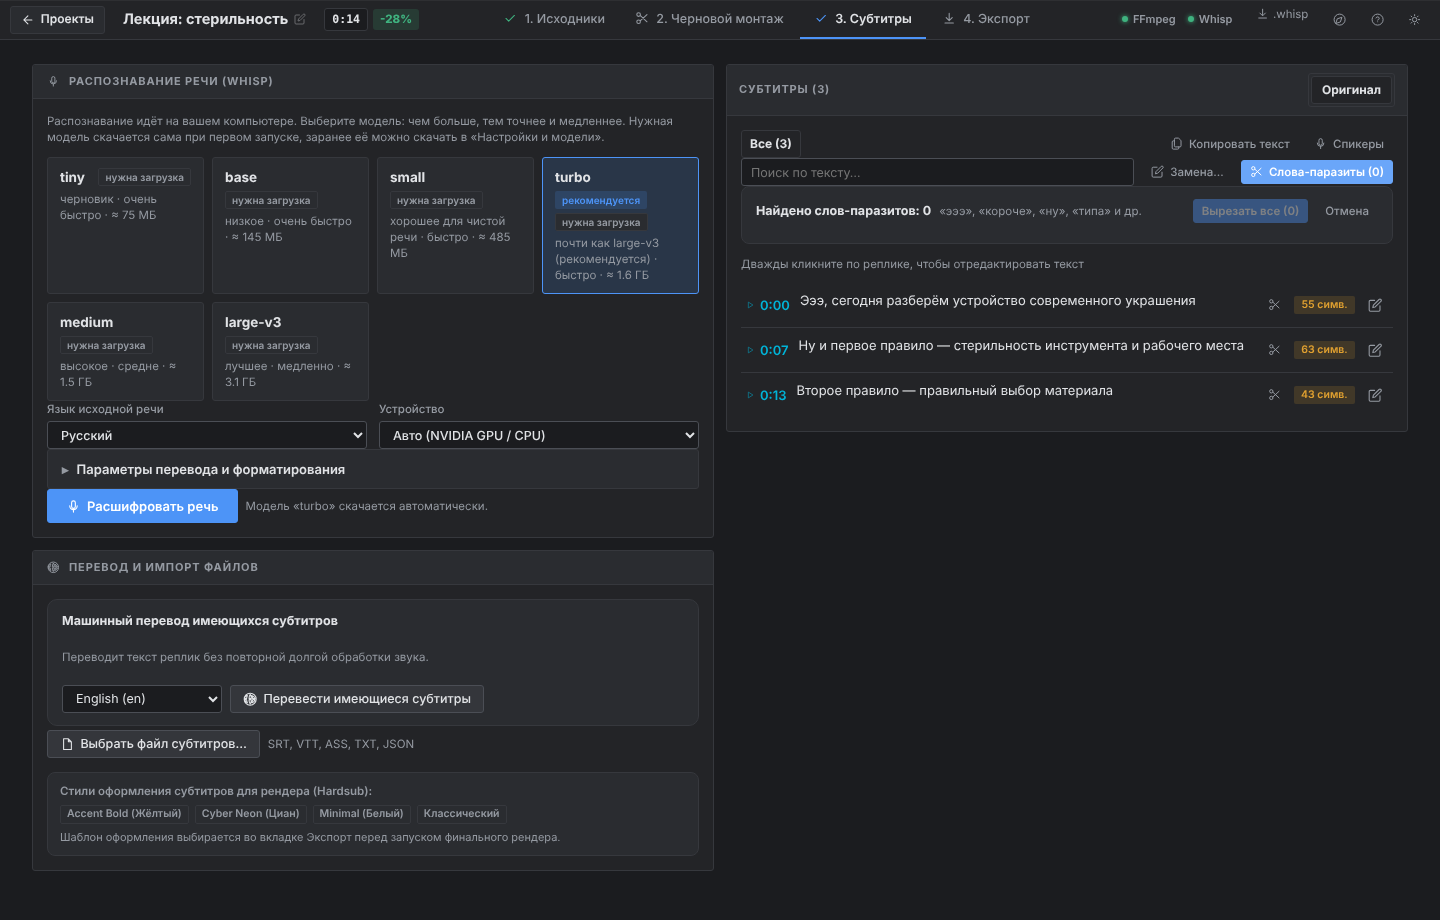 ← Проекты
Лекция: стерильность
0:14
-28%
1. Исходники
2. Черновой монтаж
3. Субтитры
4. Экспорт
FFmpeg
Whisp
.whisp
РАСПОЗНАВАНИЕ РЕЧИ (WHISP)
Распознавание идёт на вашем компьютере. Выберите модель: чем больше, тем точнее и медленнее. Нужная
модель скачается сама при первом запуске, заранее её можно скачать в «Настройки и модели».
tiny нужна загрузка
черновик · очень
быстро · ≈ 75 МБ
base
нужна загрузка
низкое · очень быстро
· ≈ 145 МБ
small
нужна загрузка
хорошее для чистой
речи · быстро · ≈ 485
МБ
turbo
рекомендуется
нужна загрузка
почти как large-v3
(рекомендуется) ·
быстро · ≈ 1.6 ГБ
medium
нужна загрузка
высокое · средне · ≈
1.5 ГБ
large-v3
нужна загрузка
лучшее · медленно · ≈
3.1 ГБ
Язык исходной речи
Русский
Устройство
Авто (NVIDIA GPU / CPU)
Параметры перевода и форматирования
Расшифровать речь
Модель «turbo» скачается автоматически.
ПЕРЕВОД И ИМПОРТ ФАЙЛОВ
Машинный перевод имеющихся субтитров
Переводит текст реплик без повторной долгой обработки звука.
English (en)
Перевести имеющиеся субтитры
Выбрать файл субтитров...
SRT, VTT, ASS, TXT, JSON
Стили оформления субтитров для рендера (Hardsub):
Accent Bold (Жёлтый)
Cyber Neon (Циан)
Minimal (Белый)
Классический
Шаблон оформления выбирается во вкладке Экспорт перед запуском финального рендера.
СУБТИТРЫ (3)
Оригинал
Все (3)
Копировать текст
Спикеры
Поиск по тексту...
Замена...
Слова-паразиты (0)
Найдено слов-паразитов: 0 «эээ», «короче», «ну», «типа» и др.
Вырезать все (0)
Отмена
Дважды кликните по реплике, чтобы отредактировать текст
0:00 Эээ, сегодня разберём устройство современного украшения 55 симв.
0:07 Ну и первое правило — стерильность инструмента и рабочего места 63 симв.
0:13 Второе правило — правильный выбор материала 43 симв.